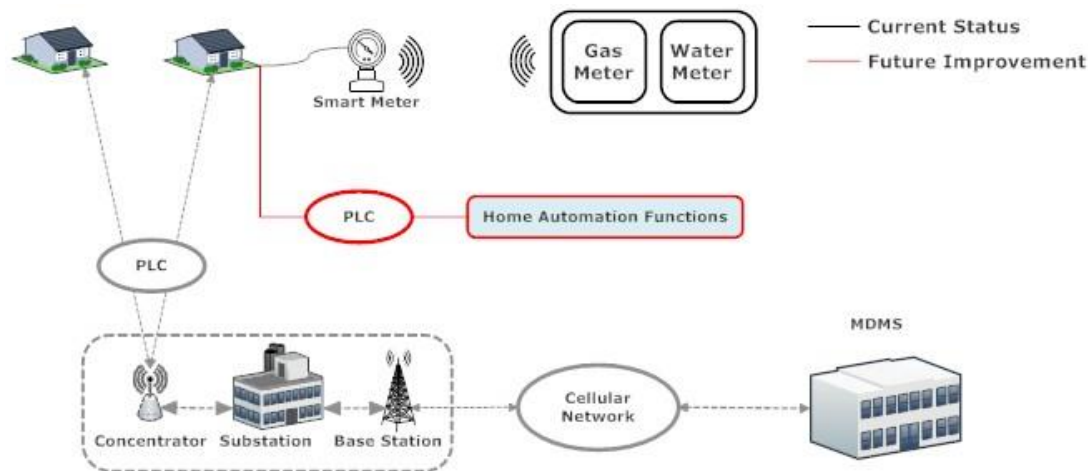 Gas
Meter
Water
Meter
Current Status
Future Improvement
Smart Meter
PLC
Home Automation Functions
PLC
MDMS
Cellular
Network
Concentrator
Substation
Base Station